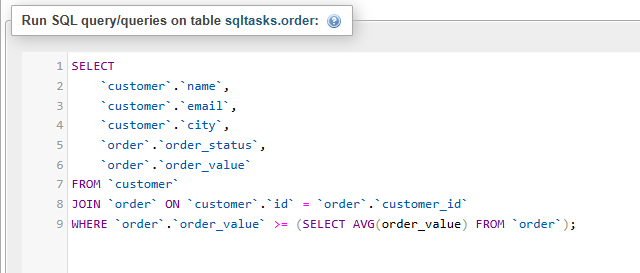 Run SQL query/queries on table sqltasks.order:
1 SELECT
2 `customer`.`name`,
3 `customer`.`email`,
4 `customer`.`city`,
5 `order`.`order_status`,
6 `order`.`order_value`
7 FROM `customer`
8 JOIN `order` ON `customer`.`id` = `order`.`customer_id`
9 WHERE `order`.`order_value` >= (SELECT AVG(order_value) FROM `order`);